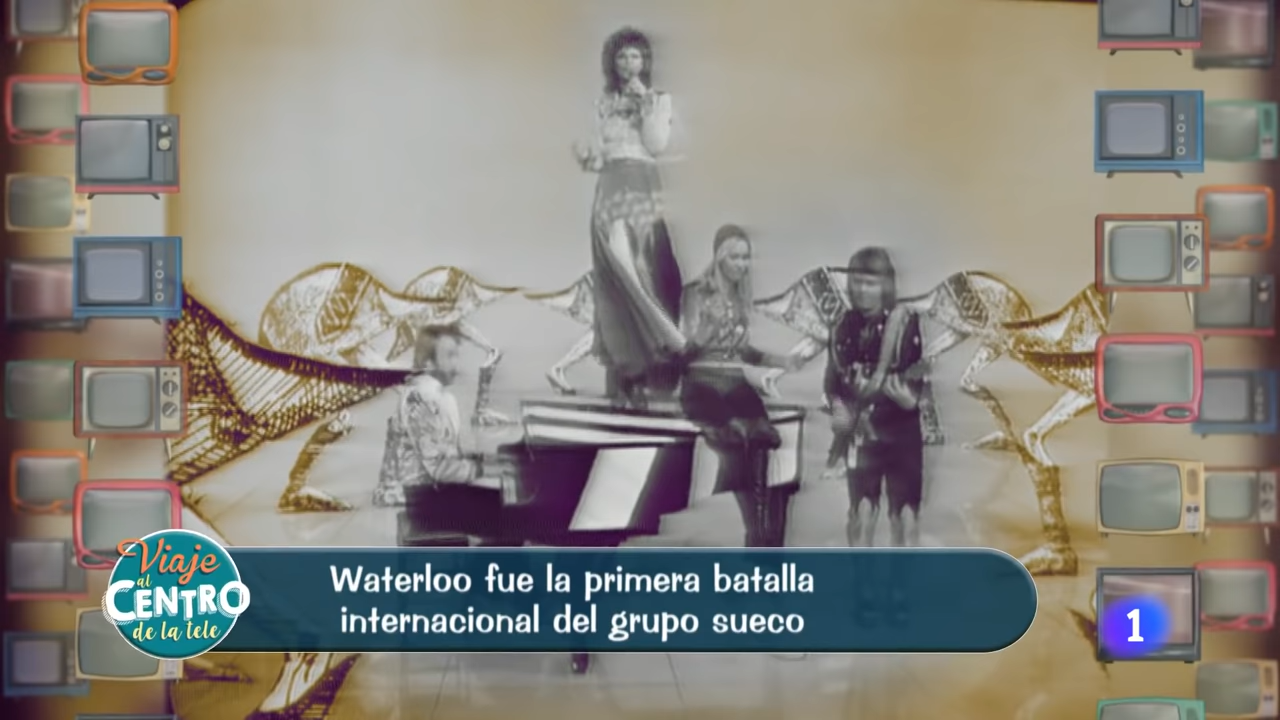 Viaje
al
CENTRO
de la tele
Waterloo fue la primera batalla
internacional del grupo sueco
1